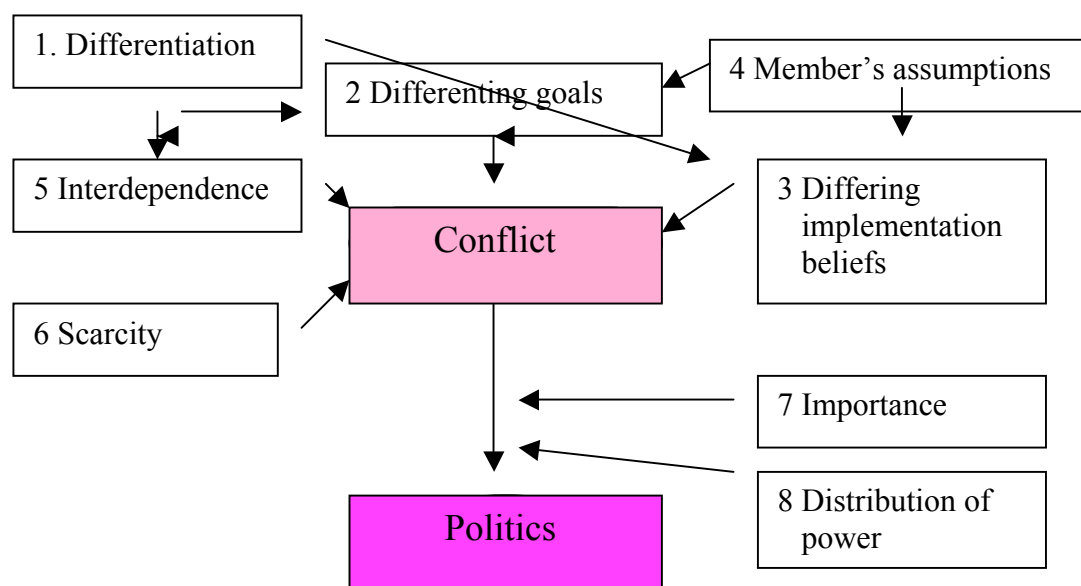 1. Differentiation
2 Differenting goals
4 Member’s assumptions
5 Interdependence
3 Differing
implementation
beliefs
Conflict
6 Scarcity
7 Importance
8 Distribution of
power
Politics